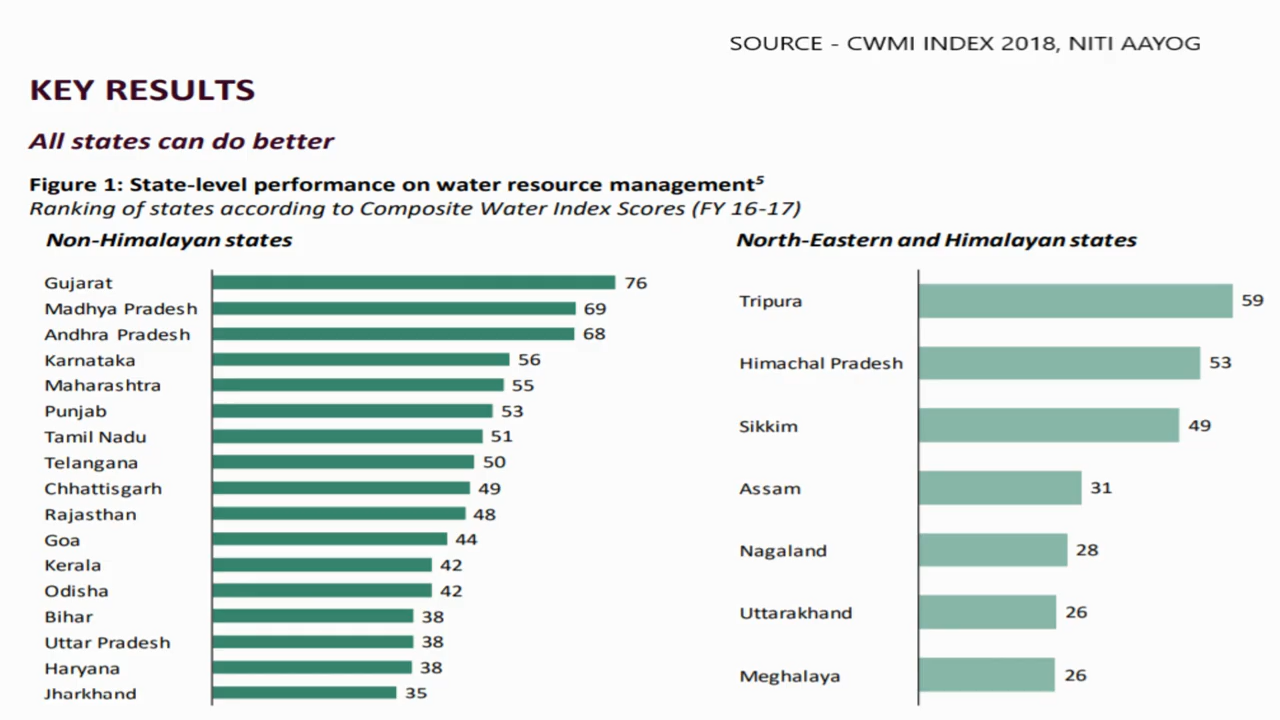 SOURCE - CWMI INDEX 2018, NITI AAYOG
KEY RESULTS
All states can do better
Figure 1: State-level performance on water resource management⁵
Ranking of states according to Composite Water Index Scores (FY 16-17)
Non-Himalayan states
Gujarat 76
Madhya Pradesh 69
Andhra Pradesh 68
Karnataka 56
Maharashtra 55
Punjab 53
Tamil Nadu 51
Telangana 50
Chhattisgarh 49
Rajasthan 48
Goa 44
Kerala 42
Odisha 42
Bihar 38
Uttar Pradesh 38
Haryana 38
Jharkhand 35
North-Eastern and Himalayan states
Tripura 59
Himachal Pradesh 53
Sikkim 49
Assam 31
Nagaland 28
Uttarakhand 26
Meghalaya 26